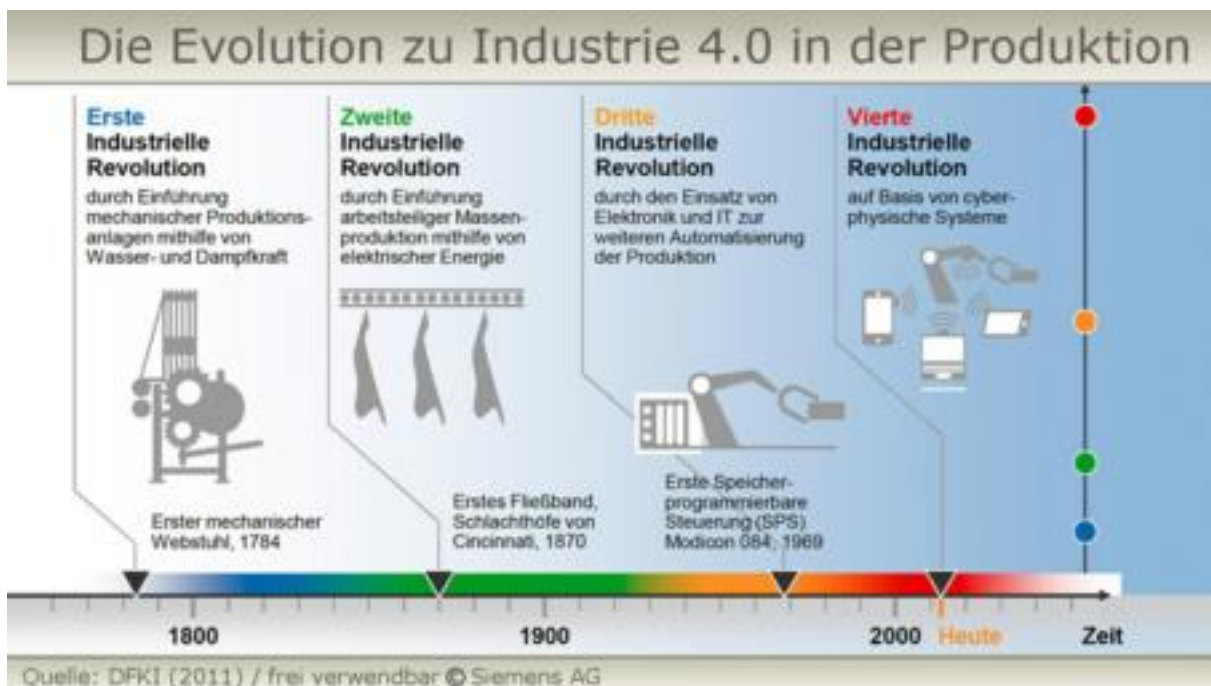 Die Evolution zu Industrie 4.0 in der Produktion
Erste
Industrielle
Revolution
durch Einführung
mechanischer Produktions-
anlagen mithilfe von
Wasser- und Dampfkraft
Erster mechanischer
Webstuhl, 1784
Zweite
Industrielle
Revolution
durch Einführung
arbeitsteiliger Massen-
produktion mithilfe von
elektrischer Energie
Erstes Fließband,
Schlachthöfe von
Cincinnati, 1870
Dritte
Industrielle
Revolution
durch den Einsatz von
Elektronik und IT zur
weiteren Automatisierung
der Produktion
Erste Speicher-
programmierbare
Steuerung (SPS)
Modicon 084, 1969
Vierte
Industrielle
Revolution
auf Basis von cyber-
physische Systeme
1800 1900 2000 Heute Zeit
Quelle: DFKI (2011) / frei verwendbar © Siemens AG